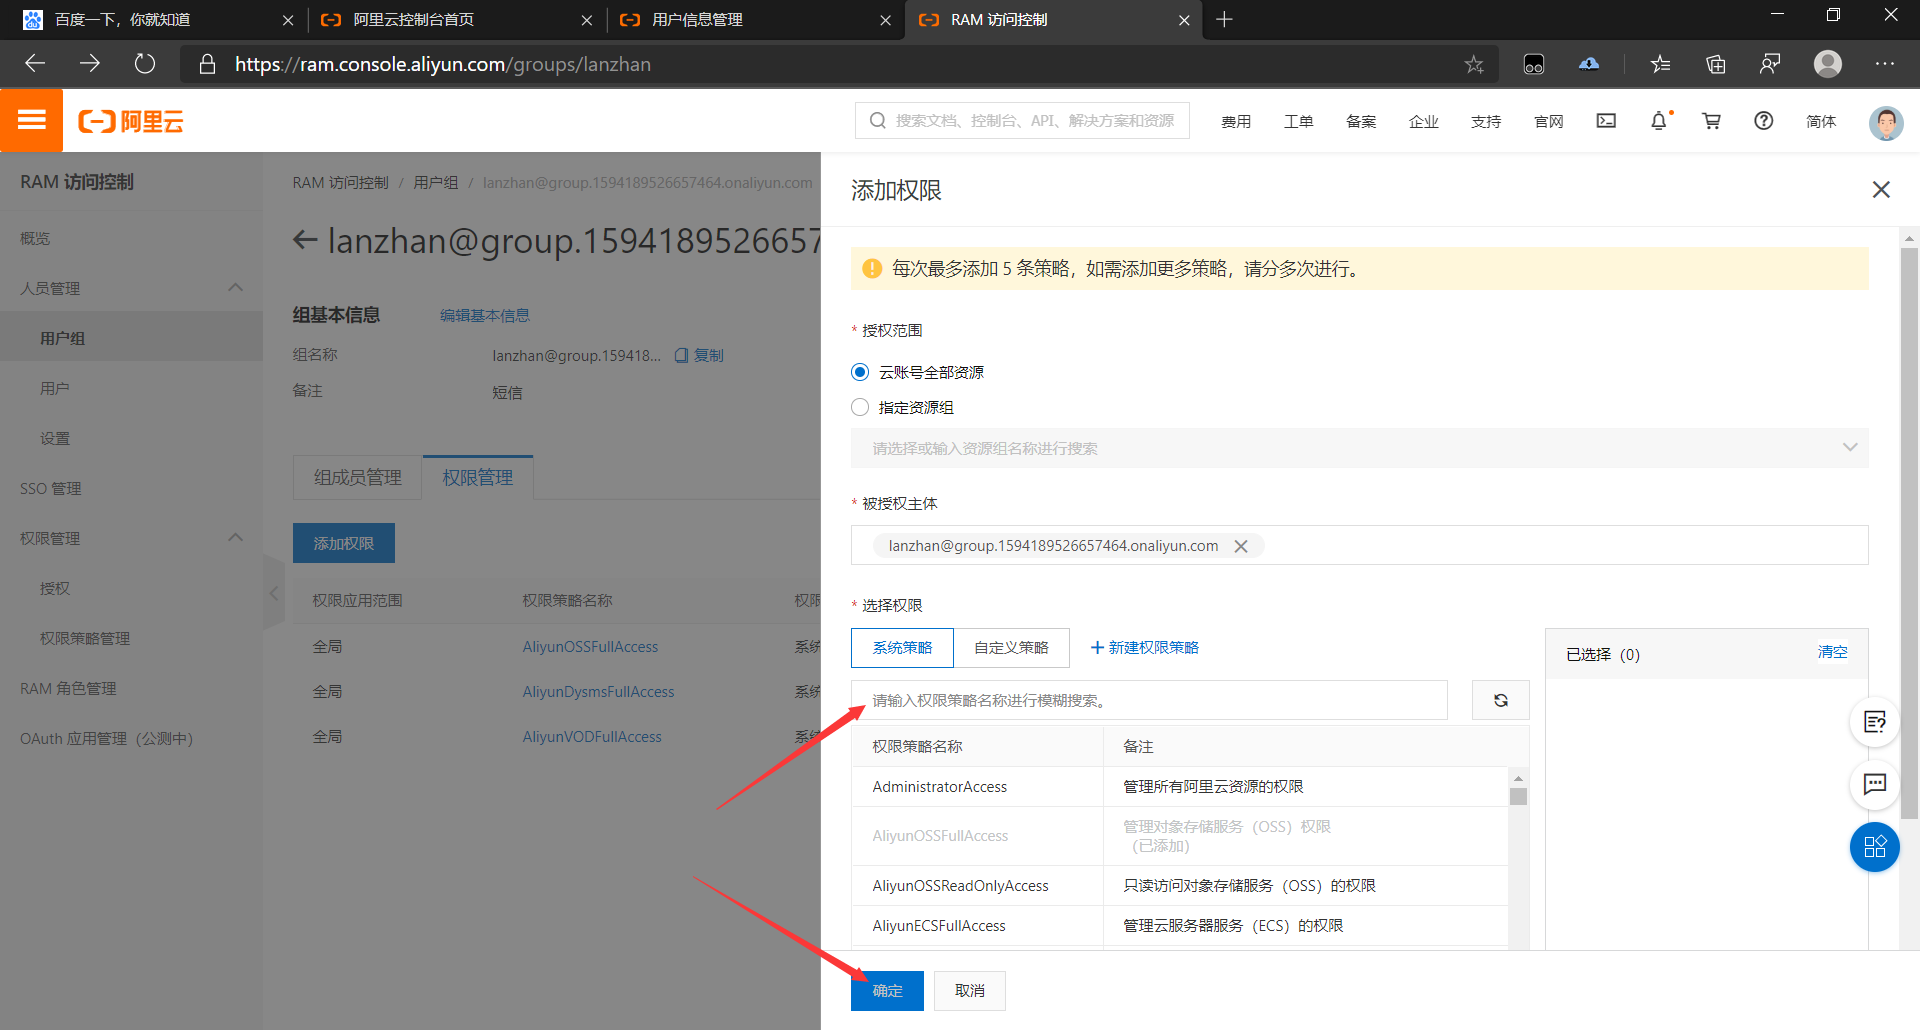 百度一下，你就知道
阿里云控制台首页
用户信息管理
RAM 访问控制
https://ram.console.aliyun.com/groups/lanzhan
阿里云
搜索文档、控制台、API、解决方案和资源
费用
工单
备案
企业
支持
官网
简体
RAM 访问控制
概览
人员管理
用户组
用户
设置
SSO 管理
权限管理
授权
权限策略管理
RAM 角色管理
OAuth 应用管理（公测中）
RAM 访问控制 / 用户组 / lanzhan@group.1594189526657464.onaliyun.com
lanzhan@group.1594189526657
组基本信息
编辑基本信息
组名称
lanzhan@group.159418...
复制
备注
短信
组成员管理
权限管理
添加权限
权限应用范围
权限策略名称
权限
全局
AliyunOSSFullAccess
系统
全局
AliyunDysmsFullAccess
系统
全局
AliyunVODFullAccess
系统
添加权限
每次最多添加 5 条策略，如需添加更多策略，请分多次进行。
* 授权范围
云账号全部资源
指定资源组
请选择或输入资源组名称进行搜索
* 被授权主体
lanzhan@group.1594189526657464.onaliyun.com
* 选择权限
系统策略
自定义策略
新建权限策略
请输入权限策略名称进行模糊搜索。
权限策略名称
备注
AdministratorAccess
管理所有阿里云资源的权限
AliyunOSSFullAccess
管理对象存储服务（OSS）权限
（已添加）
AliyunOSSReadOnlyAccess
只读访问对象存储服务（OSS）的权限
AliyunECSFullAccess
管理云服务器服务（ECS）的权限
已选择（0）
清空
确定
取消